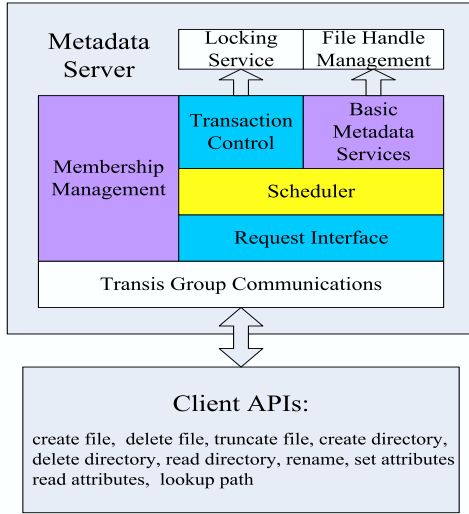 Metadata
Server
Locking
Service
File Handle
Management
Transaction
Control
Basic
Metadata
Services
Membership
Management
Scheduler
Request Interface
Transis Group Communications
Client APIs:
create file, delete file, truncate file, create directory,
delete directory, read directory, rename, set attributes
read attributes, lookup path